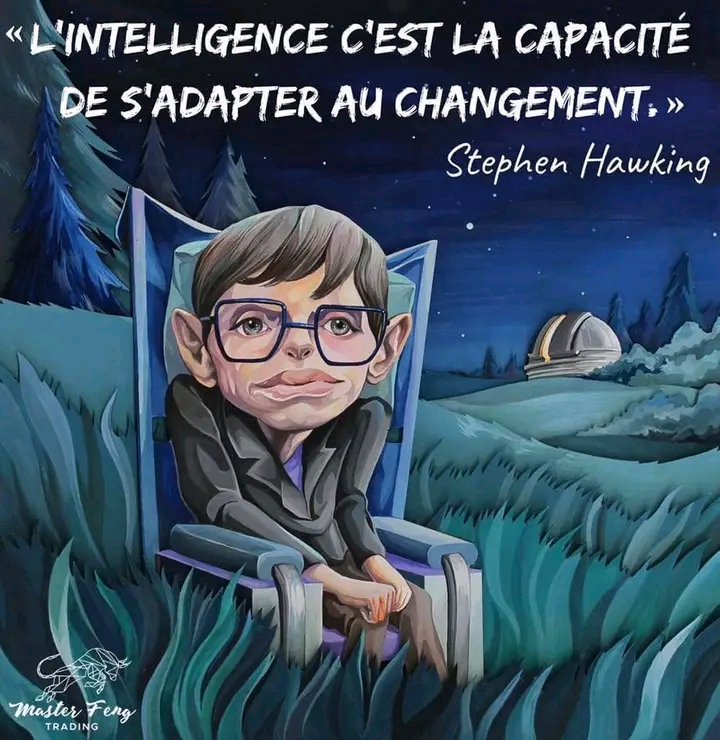 « L'INTELLIGENCE C'EST LA CAPACITÉ
DE S'ADAPTER AU CHANGEMENT. »
Stephen Hawking
Master Feng
TRADING